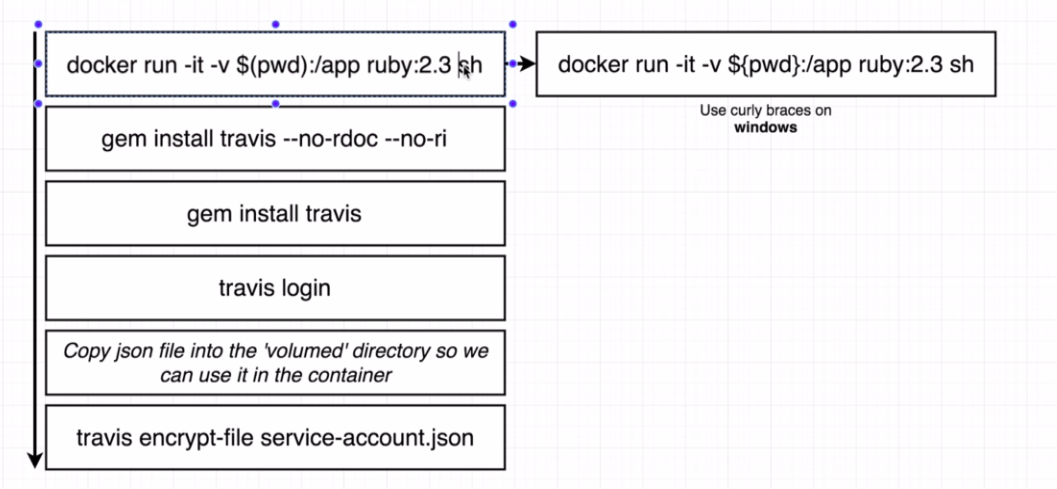 docker run -it -v $(pwd):/app ruby:2.3 sh
docker run -it -v ${pwd}:/app ruby:2.3 sh
Use curly braces on
windows
gem install travis --no-rdoc --no-ri
gem install travis
travis login
Copy json file into the 'volumed' directory so we
can use it in the container
travis encrypt-file service-account.json